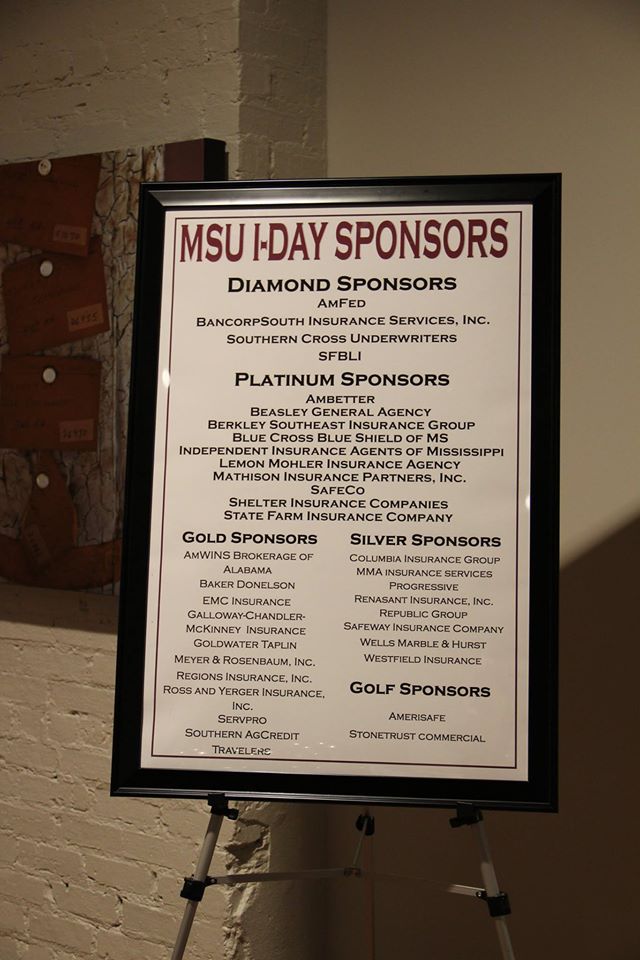 MSU I-DAY SPONSORS
DIAMOND SPONSORS
AMFED
BANCORPSOUTH INSURANCE SERVICES, INC.
SOUTHERN CROSS UNDERWRITERS
SFBLI
PLATINUM SPONSORS
AMBETTER
BEASLEY GENERAL AGENCY
BERKLEY SOUTHEAST INSURANCE GROUP
BLUE CROSS BLUE SHIELD OF MS
INDEPENDENT INSURANCE AGENTS OF MISSISSIPPI
LEMON MOHLER INSURANCE AGENCY
MATHISON INSURANCE PARTNERS, INC.
SAFECO
SHELTER INSURANCE COMPANIES
STATE FARM INSURANCE COMPANY
GOLD SPONSORS
AMWINS BROKERAGE OF
ALABAMA
BAKER DONELSON
EMC INSURANCE
GALLOWAY-CHANDLER-
MCKINNEY INSURANCE
GOLDWATER TAPLIN
MEYER & ROSENBAUM, INC.
REGIONS INSURANCE, INC.
ROSS AND YERGER INSURANCE,
INC.
SERVPRO
SOUTHERN AGCREDIT
TRAVELERS
SILVER SPONSORS
COLUMBIA INSURANCE GROUP
MMA INSURANCE SERVICES
PROGRESSIVE
RENASANT INSURANCE, INC.
REPUBLIC GROUP
SAFEWAY INSURANCE COMPANY
WELLS MARBLE & HURST
WESTFIELD INSURANCE
GOLF SPONSORS
AMERISAFE
STONETRUST COMMERCIAL